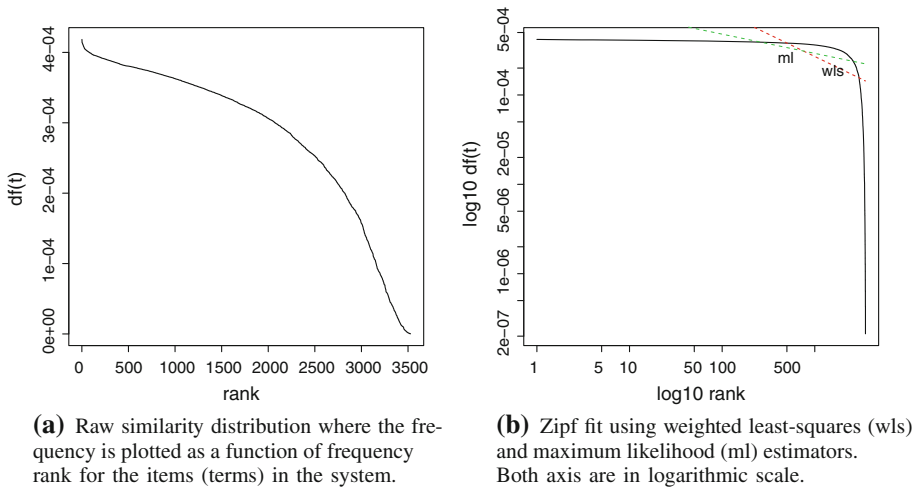 4e−04
3e−04
2e−04
1e−04
0e+00
df(t)
0 500 1000 1500 2000 2500 3000 3500
rank
5e−04
1e−04
2e−05
5e−06
1e−06
2e−07
log10 df(t)
ml
wls
1 5 10 50 100 500
log10 rank
(a) Raw similarity distribution where the fre-
quency is plotted as a function of frequency
rank for the items (terms) in the system.
(b) Zipf fit using weighted least-squares (wls)
and maximum likelihood (ml) estimators.
Both axis are in logarithmic scale.